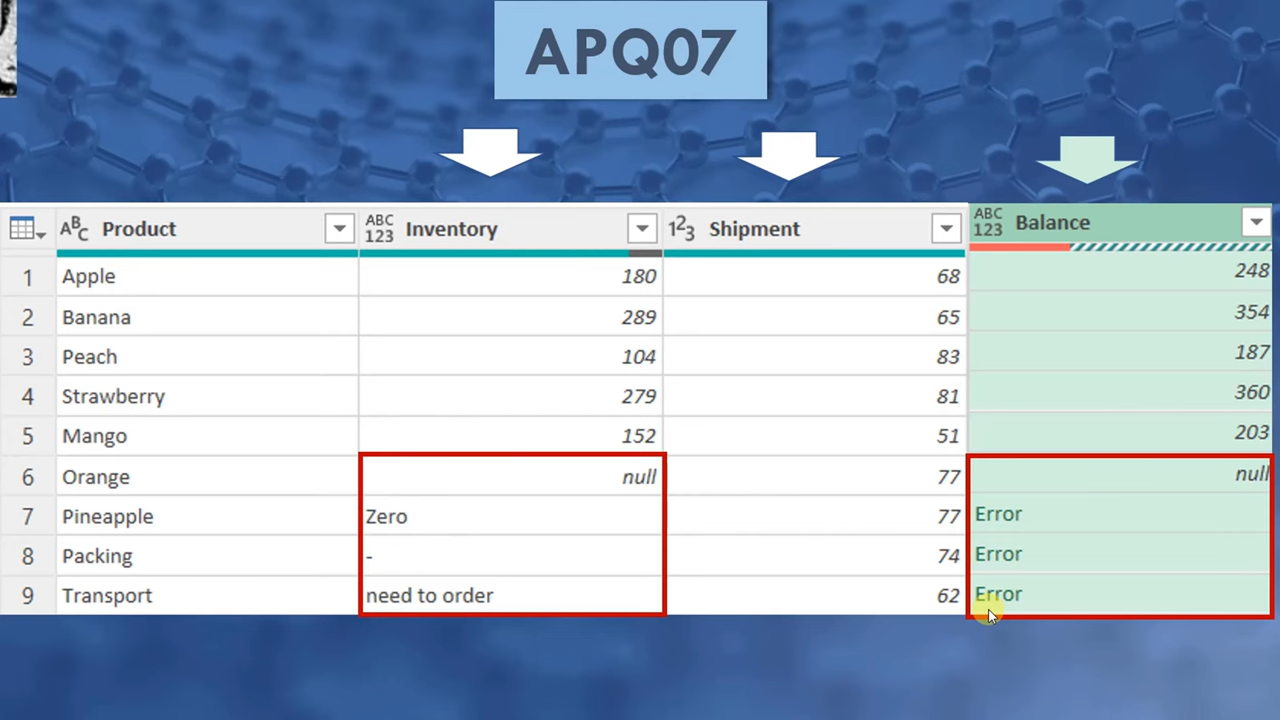 APQ07
ABC Product ABC 123 Inventory 123 Shipment ABC 123 Balance
1 Apple 180 68 248
2 Banana 289 65 354
3 Peach 104 83 187
4 Strawberry 279 81 360
5 Mango 152 51 203
6 Orange null 77 null
7 Pineapple Zero 77 Error
8 Packing - 74 Error
9 Transport need to order 62 Error